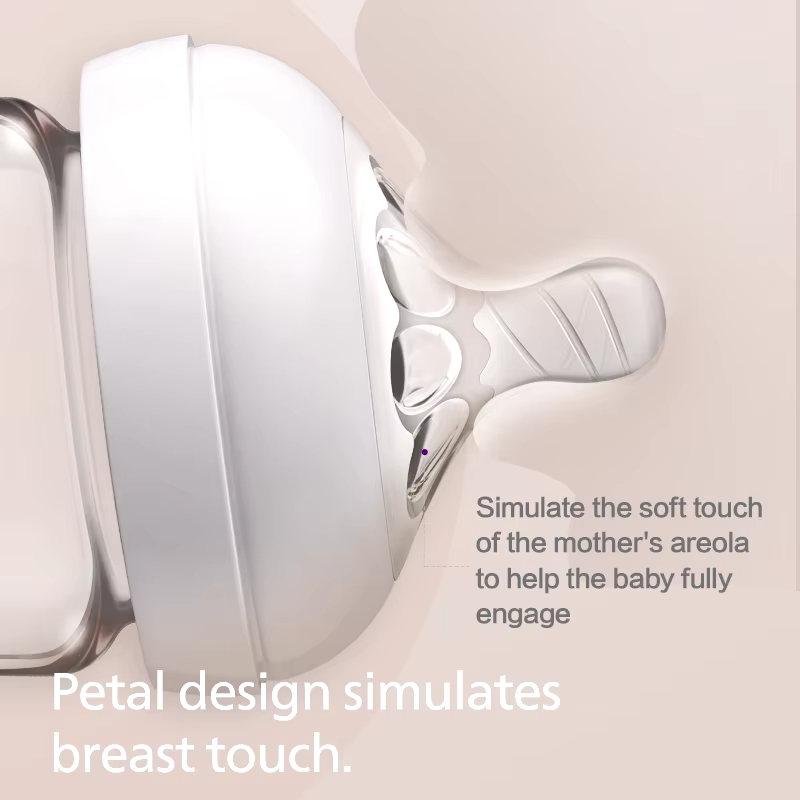 Simulate the soft touch
of the mother's areola
to help the baby fully
engage
Petal design simulates
breast touch.